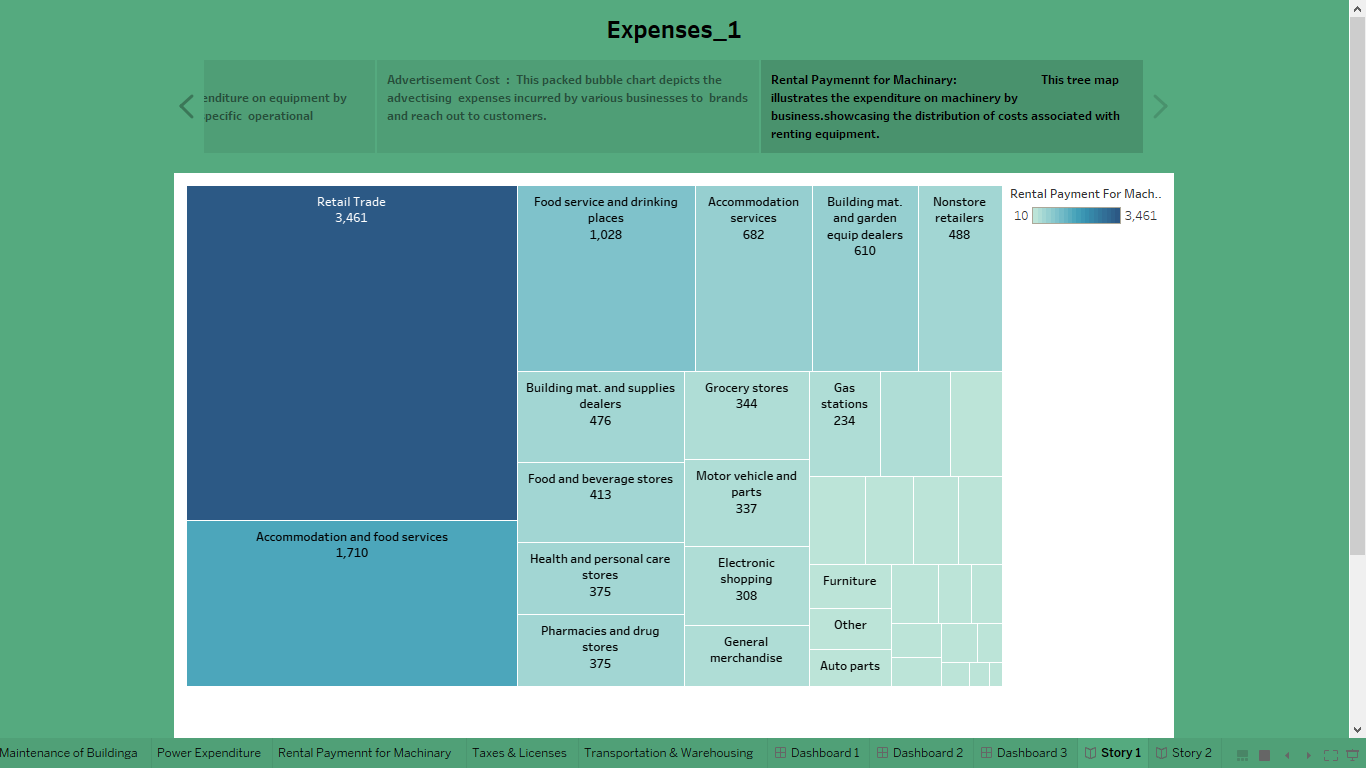 Expenses_1
enditure on equipment by
pecific operational
Advertisement Cost : This packed bubble chart depicts the
advertising expenses incurred by various businesses to brands
and reach out to customers.
Rental Paymennt for Machinary: This tree map
illustrates the expenditure on machinery by
business.showcasing the distribution of costs associated with
renting equipment.
Retail Trade
3,461
Accommodation and food services
1,710
Food service and drinking
places
1,028
Accommodation
services
682
Building mat.
and garden
equip dealers
610
Nonstore
retailers
488
Building mat. and supplies
dealers
476
Food and beverage stores
413
Health and personal care
stores
375
Pharmacies and drug
stores
375
Grocery stores
344
Motor vehicle and
parts
337
Electronic
shopping
308
General
merchandise
Gas
stations
234
Furniture
Other
Auto parts
Rental Payment For Mach..
10 3,461
Maintenance of Buildinga Power Expenditure Rental Paymennt for Machinary Taxes & Licenses Transportation & Warehousing Dashboard 1 Dashboard 2 Dashboard 3 Story 1 Story 2